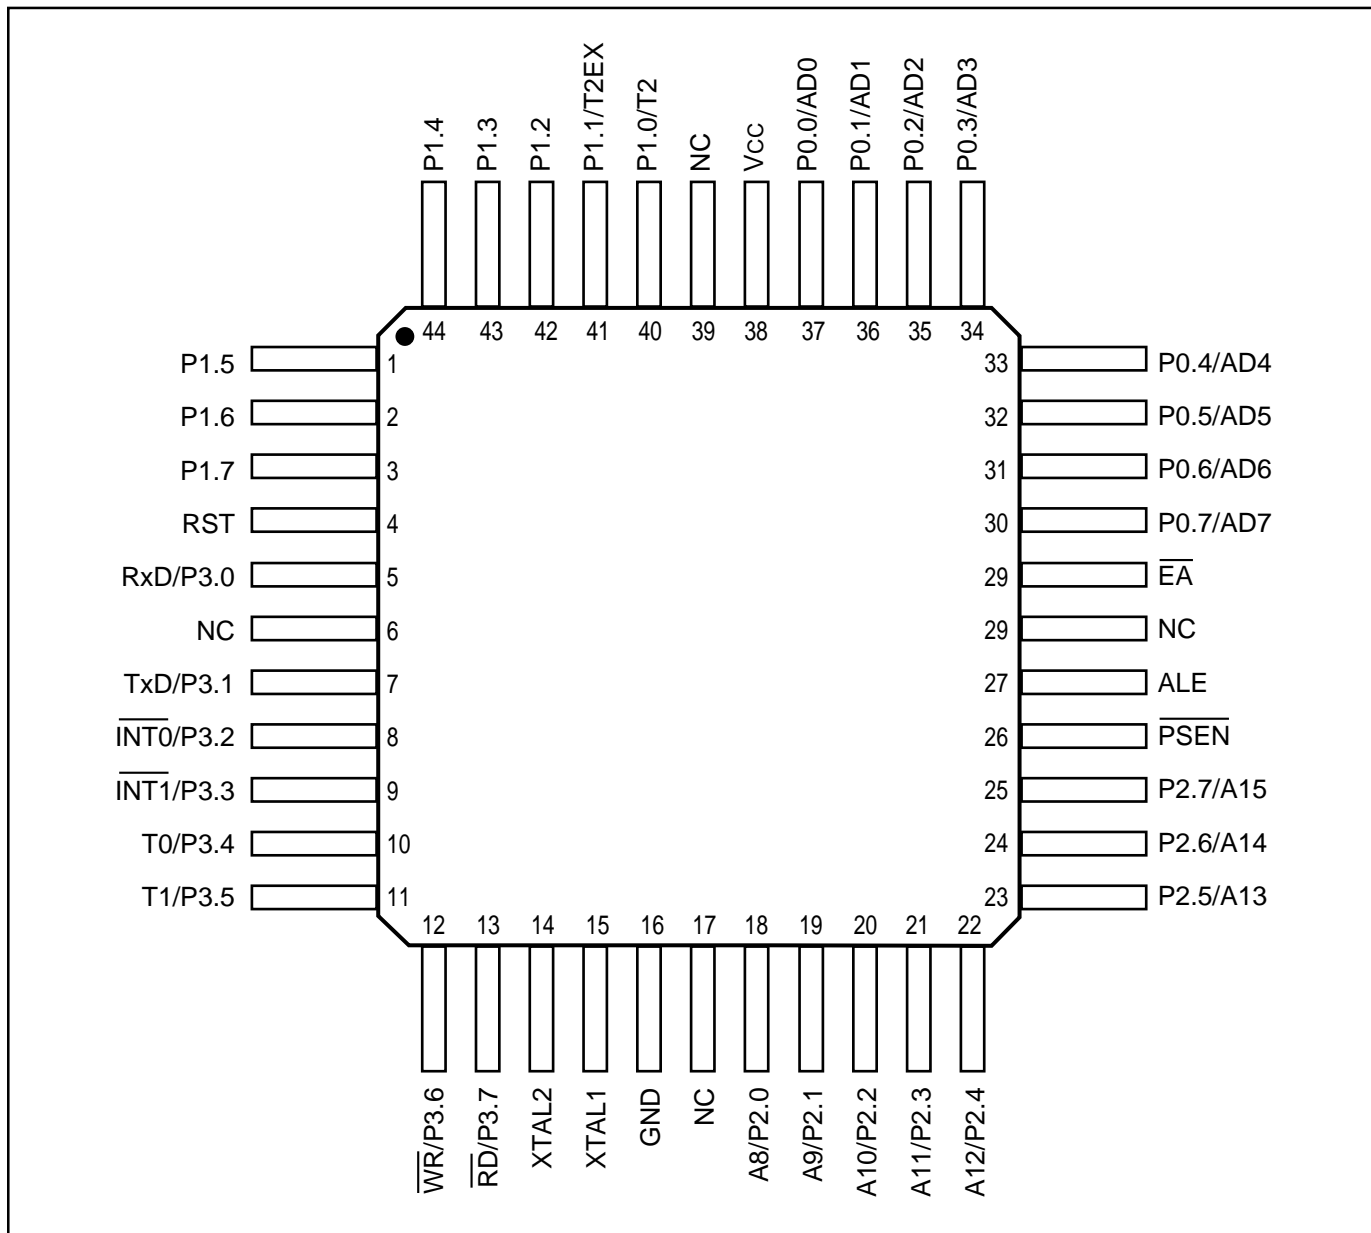 P1.4
P1.3
P1.2
P1.1/T2EX
P1.0/T2
NC
VCC
P0.0/AD0
P0.1/AD1
P0.2/AD2
P0.3/AD3
44
43
42
41
40
39
38
37
36
35
34
P1.5 1
P1.6 2
P1.7 3
RST 4
RxD/P3.0 5
NC 6
TxD/P3.1 7
INT0/P3.2 8
INT1/P3.3 9
T0/P3.4 10
T1/P3.5 11
33 P0.4/AD4
32 P0.5/AD5
31 P0.6/AD6
30 P0.7/AD7
29 EA
29 NC
27 ALE
26 PSEN
25 P2.7/A15
24 P2.6/A14
23 P2.5/A13
12
13
14
15
16
17
18
19
20
21
22
WR/P3.6
RD/P3.7
XTAL2
XTAL1
GND
NC
A8/P2.0
A9/P2.1
A10/P2.2
A11/P2.3
A12/P2.4